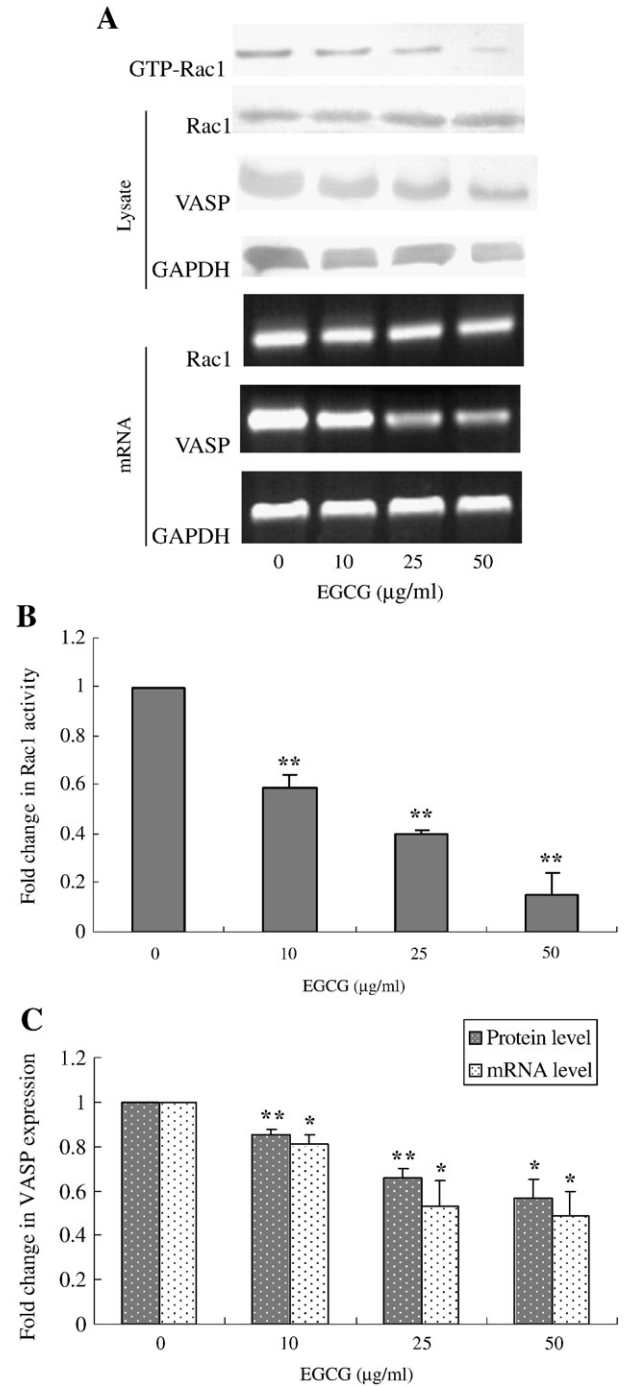 A
GTP-Rac1
Rac1
VASP
GAPDH
Lysate
Rac1
VASP
GAPDH
mRNA
0 10 25 50
EGCG (µg/ml)
B
1.2
1
0.8
0.6
0.4
0.2
0
Fold change in Rac1 activity
**
**
**
0 10 25 50
EGCG (µg/ml)
C
Protein level
mRNA level
1.2
1
0.8
0.6
0.4
0.2
0
Fold change in VASP expression
** *
** *
* *
0 10 25 50
EGCG (µg/ml)